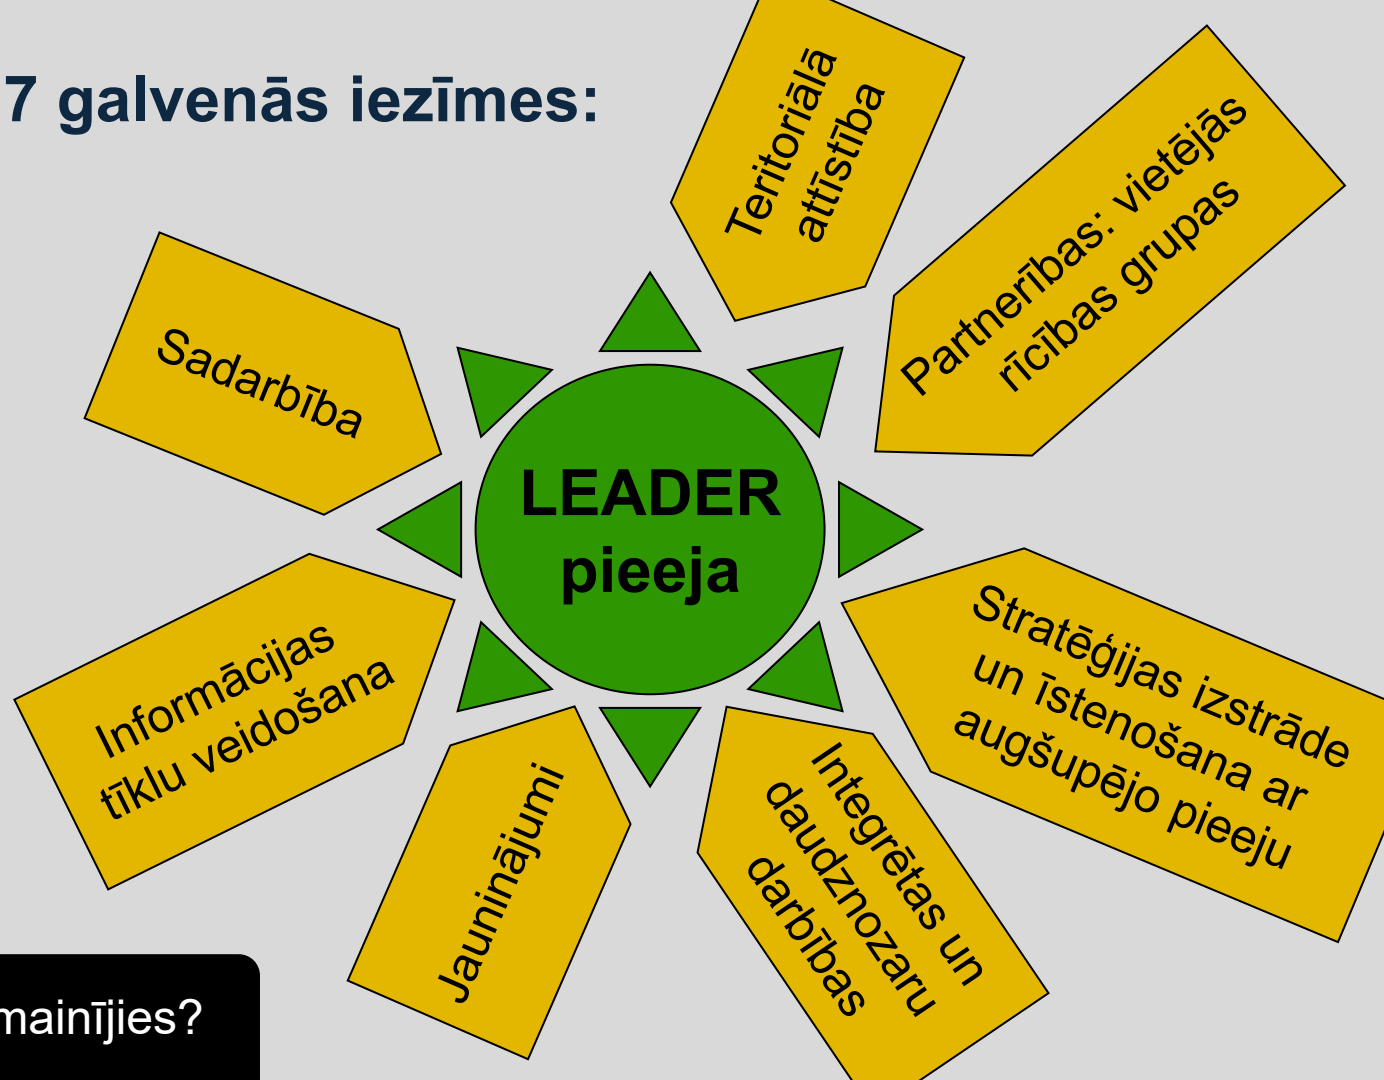 7 galvenās iezīmes:
Teritoriālā
attīstība
Partnerības: vietējās
rīcības grupas
Sadarbība
LEADER
pieeja
Stratēģijas izstrāde
un īstenošana ar
augšupējo pieeju
Informācijas
tīklu veidošana
Jauninājumi
Integrētas un
daudznozaru
darbības
mainījies?